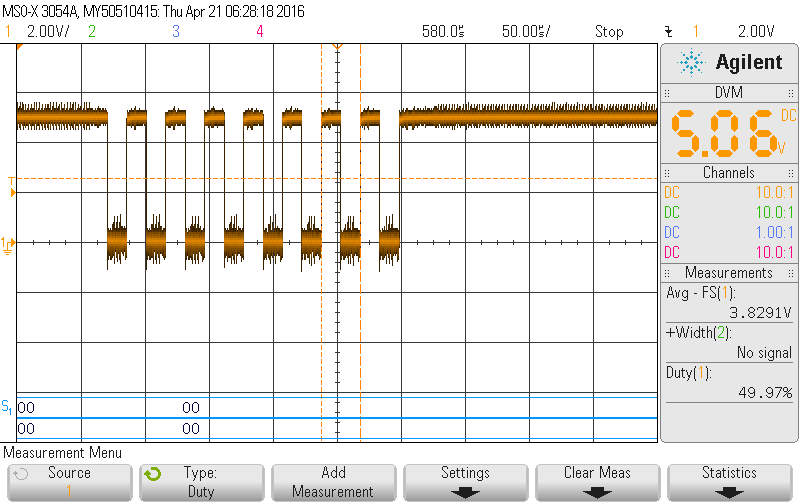 MSO-X 3054A, MY50510415: Thu Apr 21 06:28:18 2016
1 2.00V/ 2 3 4 580.0s 50.00s/ Stop 1 2.00V
Agilent
DVM
DC
5.06 V
Channels
DC 10.0:1
DC 10.0:1
DC 1.00:1
DC 10.0:1
Measurements
Avg - FS(1):
3.8291V
+Width(2):
No signal
Duty(1):
49.97%
T
1
S1 00 00
00 00
Measurement Menu
Source
1
Type:
Duty
Add
Measurement
Settings
Clear Meas
Statistics